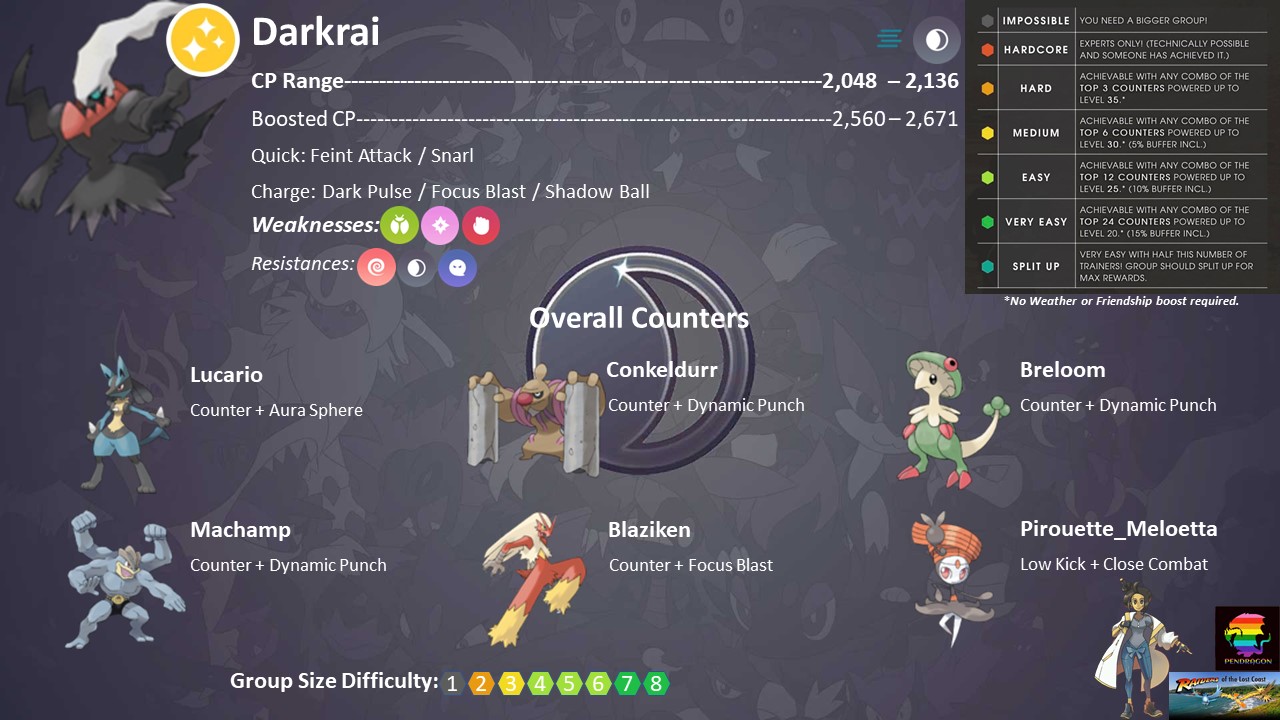 Darkrai
CP Range--------------------------------------------------------------------2,048 – 2,136
Boosted CP--------------------------------------------------------------------2,560 – 2,671
Quick: Feint Attack / Snarl
Charge: Dark Pulse / Focus Blast / Shadow Ball
Weaknesses:
Resistances:
IMPOSSIBLE YOU NEED A BIGGER GROUP!
HARDCORE EXPERTS ONLY! (TECHNICALLY POSSIBLE
AND SOMEONE HAS ACHIEVED IT.)
HARD ACHIEVABLE WITH ANY COMBO OF THE
TOP 3 COUNTERS POWERED UP TO
LEVEL 35.*
MEDIUM ACHIEVABLE WITH ANY COMBO OF THE
TOP 6 COUNTERS POWERED UP TO
LEVEL 30.* (5% BUFFER INCL.)
EASY ACHIEVABLE WITH ANY COMBO OF THE
TOP 12 COUNTERS POWERED UP TO
LEVEL 25.* (10% BUFFER INCL.)
VERY EASY ACHIEVABLE WITH ANY COMBO OF THE
TOP 24 COUNTERS POWERED UP TO
LEVEL 20.* (15% BUFFER INCL.)
SPLIT UP VERY EASY WITH HALF THIS NUMBER OF
TRAINERS! GROUP SHOULD SPLIT UP FOR
MAX REWARDS.
*No Weather or Friendship boost required.
Overall Counters
Lucario
Counter + Aura Sphere
Conkeldurr
Counter + Dynamic Punch
Breloom
Counter + Dynamic Punch
Machamp
Counter + Dynamic Punch
Blaziken
Counter + Focus Blast
Pirouette_Meloetta
Low Kick + Close Combat
Group Size Difficulty: 1 2 3 4 5 6 7 8
PENDRAGON
RAIDERS of the Lost Coast